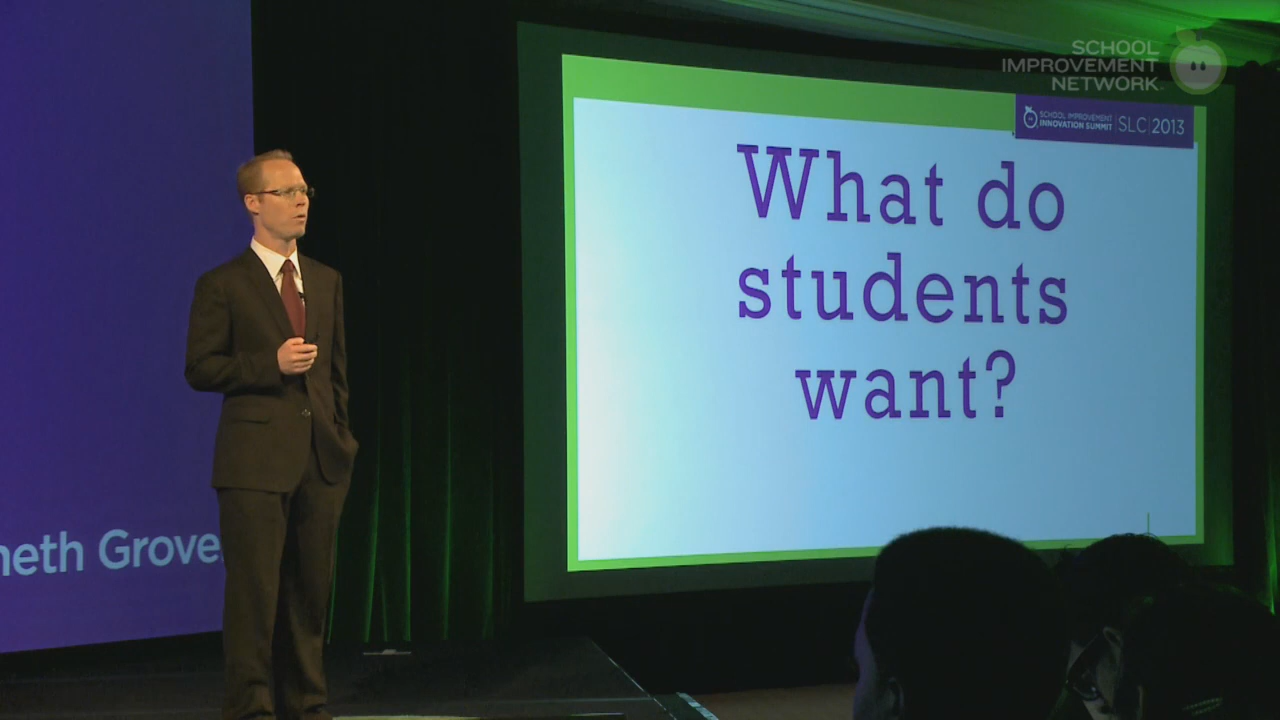 SCHOOL
IMPROVEMENT
NETWORK
SCHOOL IMPROVEMENT
INNOVATION SUMMIT
SLC 2013
What do
students
want?
neth Grove